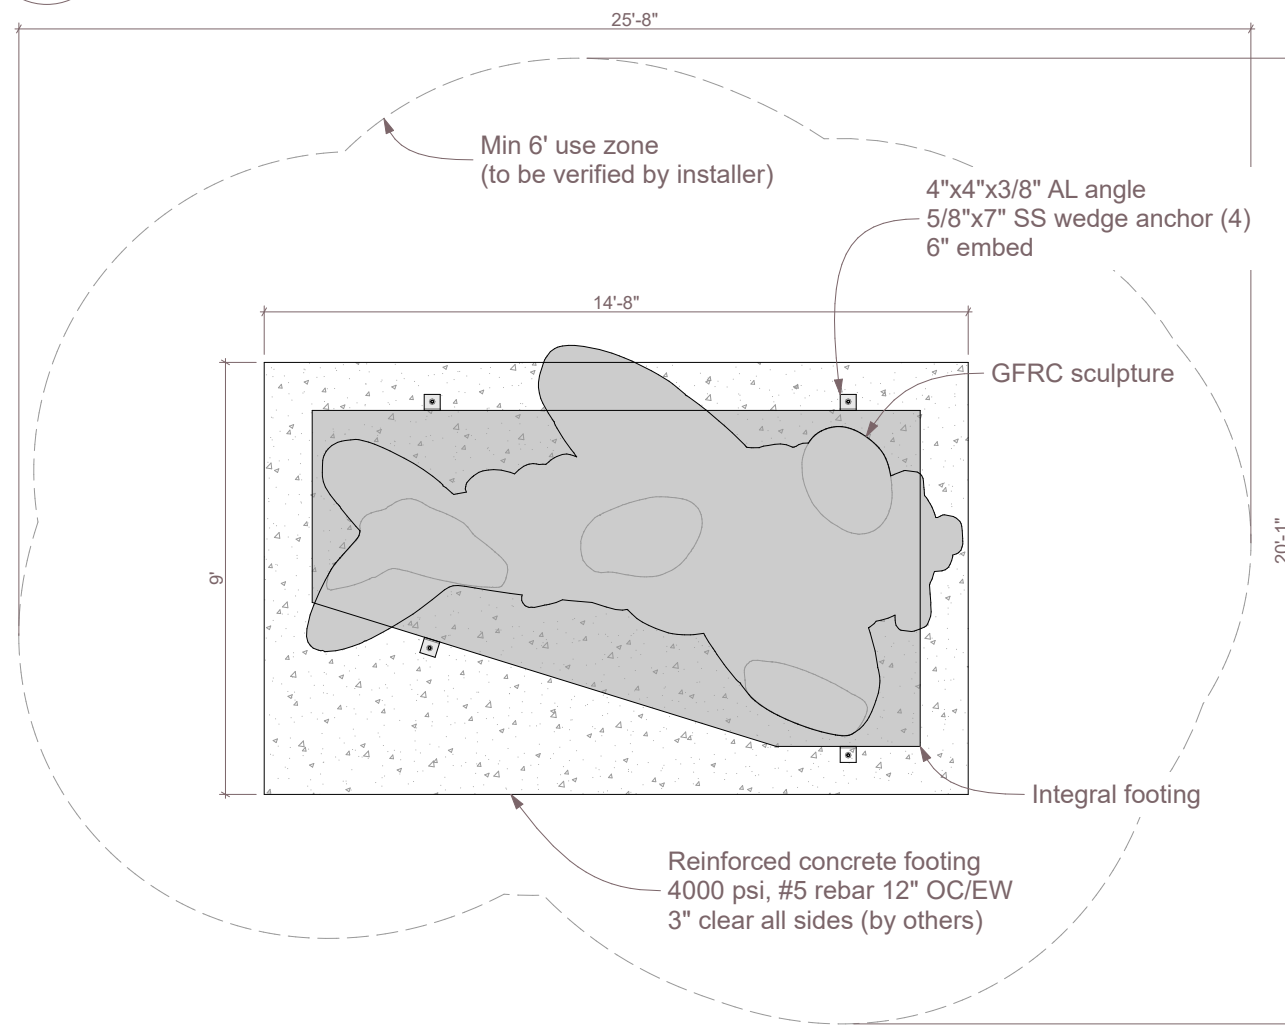 25'-8"
Min 6' use zone
(to be verified by installer)
4"x4"x3/8" AL angle
5/8"x7" SS wedge anchor (4)
6" embed
14'-8"
GFRC sculpture
9'
20'-1"
Integral footing
Reinforced concrete footing
4000 psi, #5 rebar 12" OC/EW
3" clear all sides (by others)